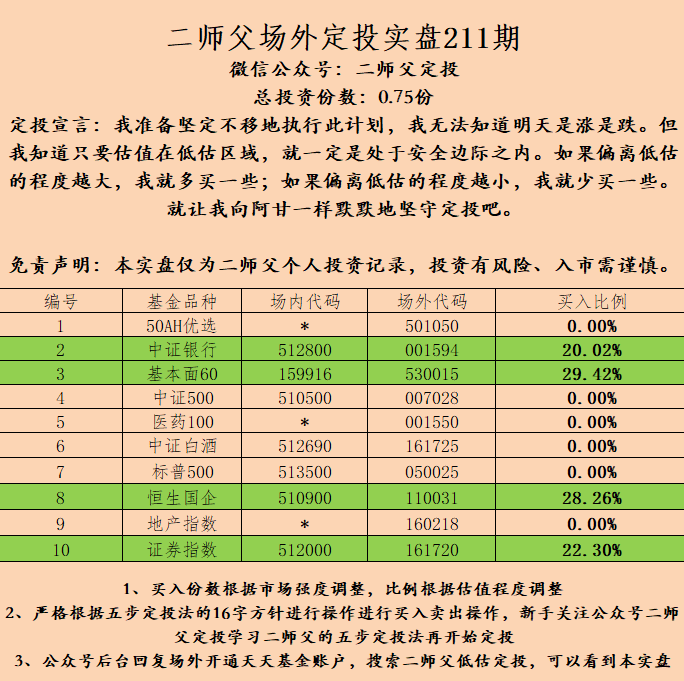 二师父场外定投实盘211期
微信公众号：二师父定投
总投资份数：0.75份
定投宣言：我准备坚定不移地执行此计划，我无法知道明天是涨是跌。但
我知道只要估值在低估区域，就一定是处于安全边际之内。如果偏离低估
的程度越大，我就多买一些；如果偏离低估的程度越小，我就少买一些。
就让我向阿甘一样默默地坚守定投吧。
免责声明：本实盘仅为二师父个人投资记录，投资有风险、入市需谨慎。
编号 基金品种 场内代码 场外代码 买入比例
1 50AH优选 * 501050 0.00%
2 中证银行 512800 001594 20.02%
3 基本面60 159916 530015 29.42%
4 中证500 510500 007028 0.00%
5 医药100 * 001550 0.00%
6 中证白酒 512690 161725 0.00%
7 标普500 513500 050025 0.00%
8 恒生国企 510900 110031 28.26%
9 地产指数 * 160218 0.00%
10 证券指数 512000 161720 22.30%
1、买入份数根据市场强度调整，比例根据估值程度调整
2、严格根据五步定投法的16字方针进行操作进行买入卖出操作，新手关注公众号二师
父定投学习二师父的五步定投法再开始定投
3、公众号后台回复场外开通天天基金账户，搜索二师父低估定投，可以看到本实盘